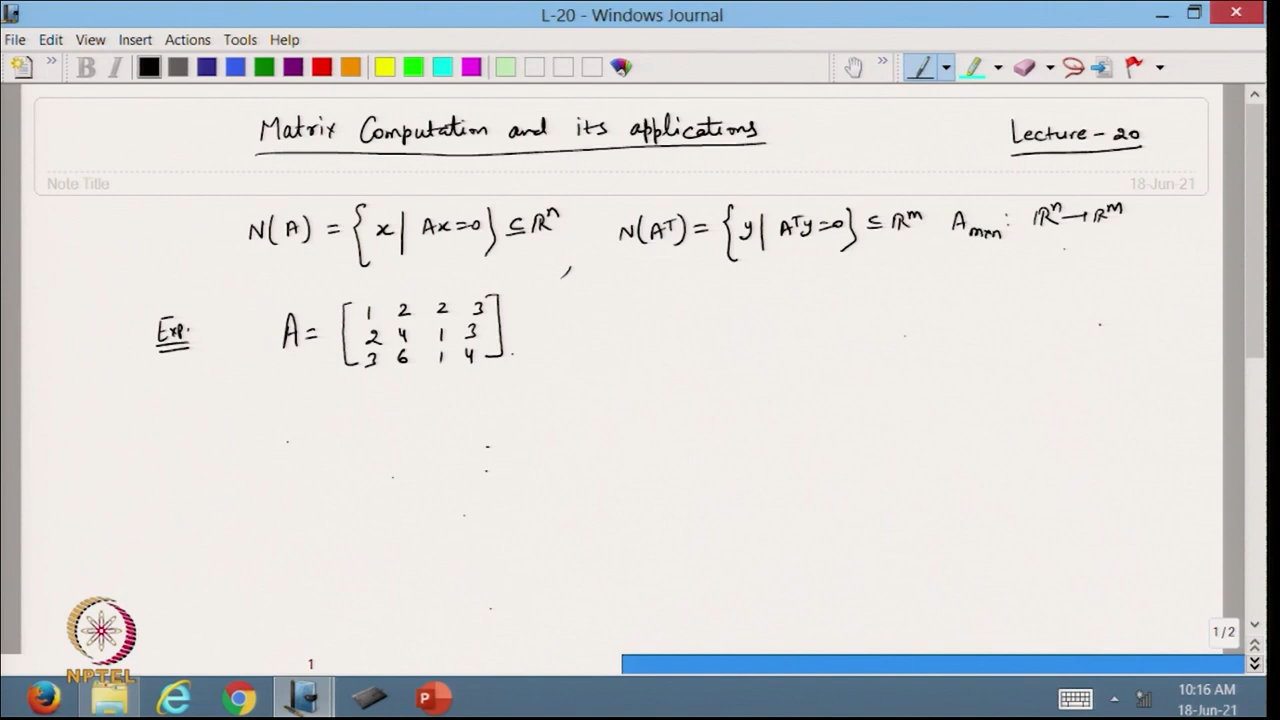 L-20 - Windows Journal
File Edit View Insert Actions Tools Help
Matrix Computation and its applications Lecture-20
Note Title 18-Jun-21
N(A) = {x | Ax=0} ⊆ ℝⁿ , N(Aᵀ) = {y | Aᵀy=0} ⊆ ℝᵐ Aₘₓₙ : ℝⁿ → ℝᵐ
Exp. A = [1 2 2 3
2 4 1 3
3 6 1 4].
1/2
1
NPTEL
10:16 AM
18-Jun-21